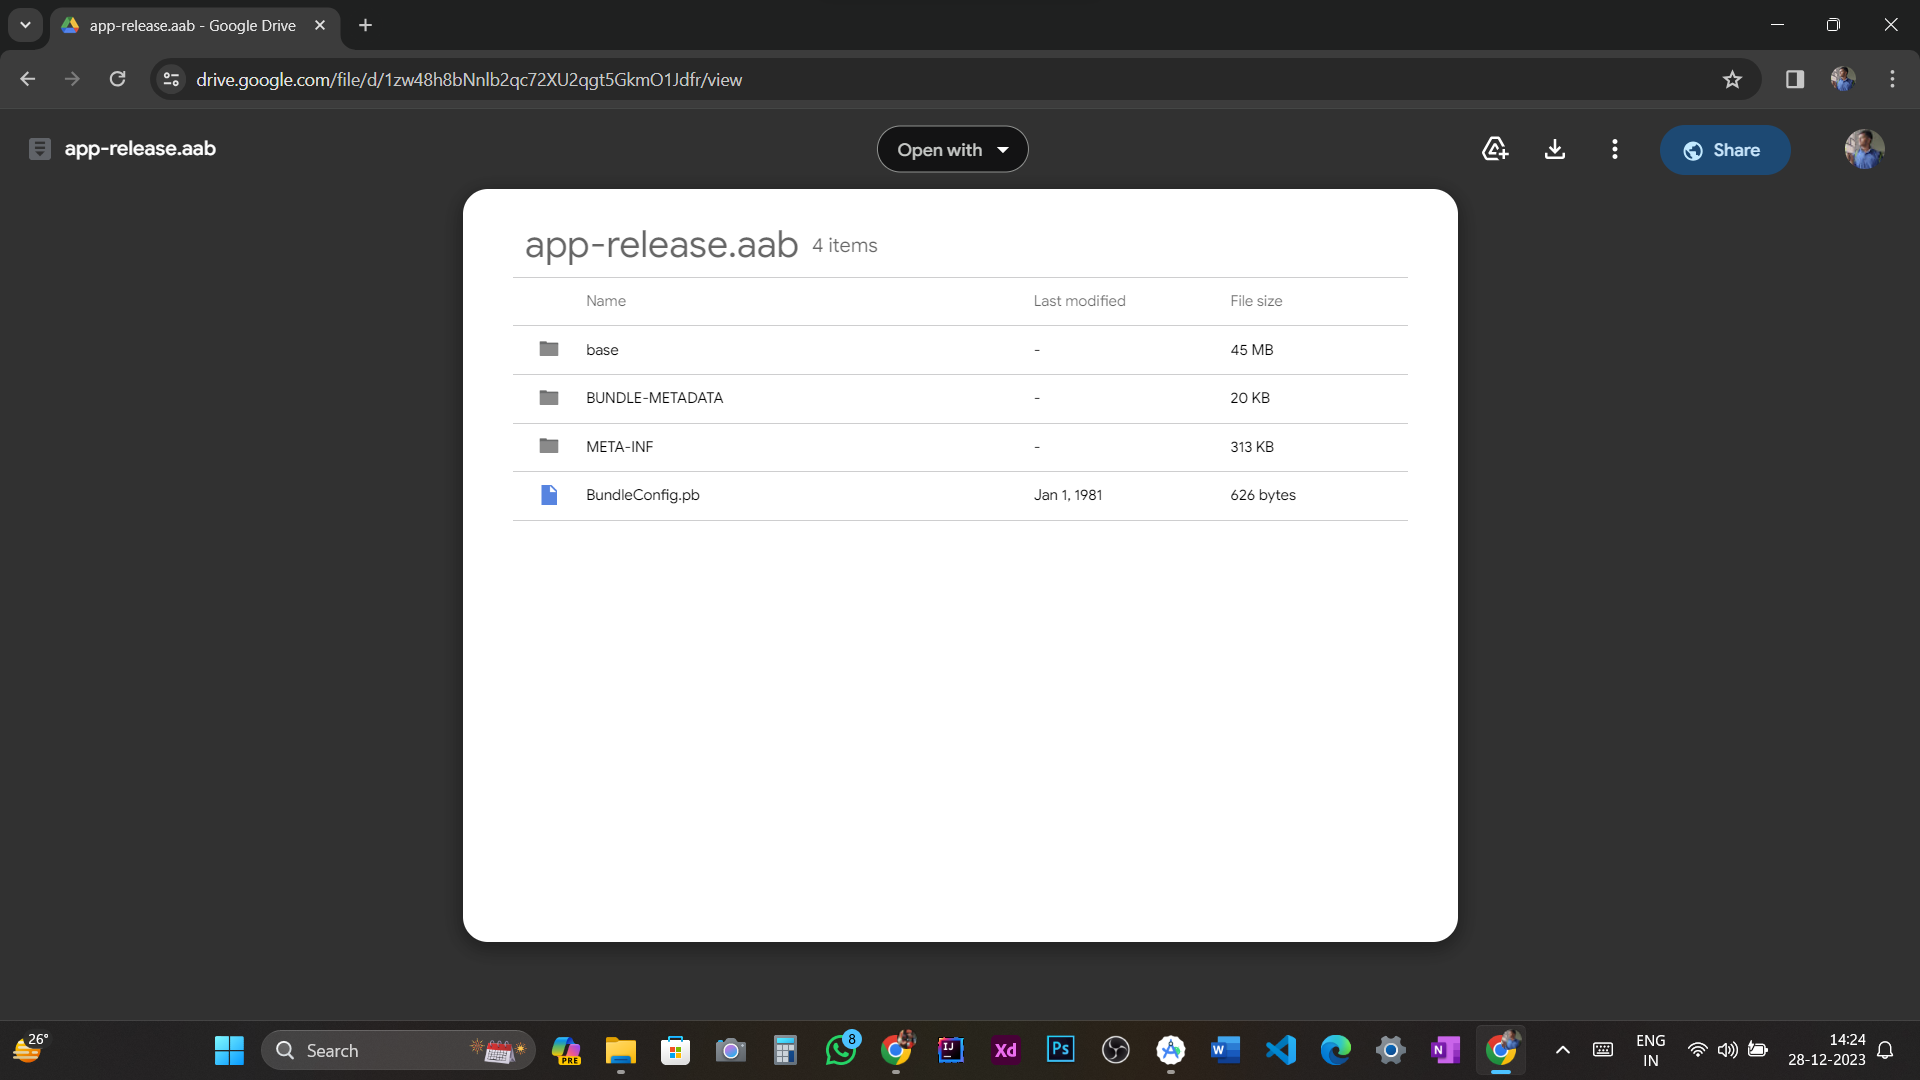 app-release.aab - Google Drive
drive.google.com/file/d/1zw48h8bNnlb2qc72XU2qgt5GkmO1Jdfr/view
app-release.aab
Open with
Share
app-release.aab 4 items
Name Last modified File size
base - 45 MB
BUNDLE-METADATA - 20 KB
META-INF - 313 KB
BundleConfig.pb Jan 1, 1981 626 bytes
26°
Search
PRE
8
IJ
Xd
Ps
W
N
ENG
IN
14:24
28-12-2023